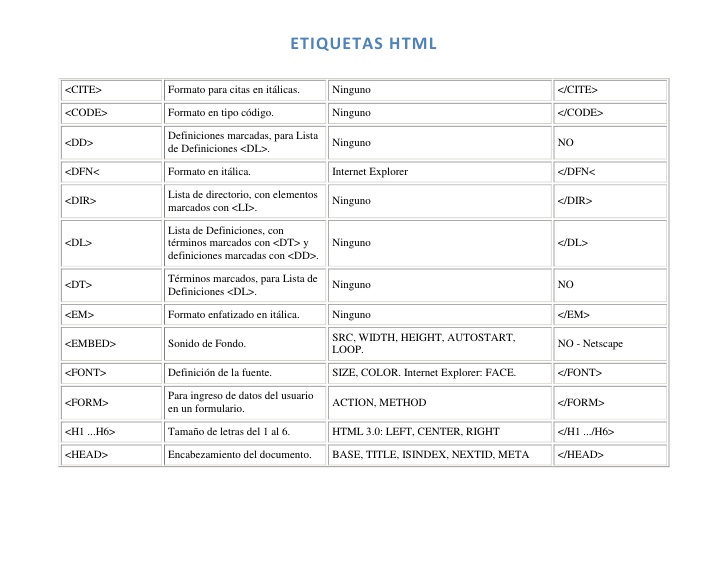 ETIQUETAS HTML
<CITE> Formato para citas en itálicas. Ninguno </CITE>
<CODE> Formato en tipo código. Ninguno </CODE>
<DD> Definiciones marcadas, para Lista de Definiciones <DL>. Ninguno NO
<DFN< Formato en itálica. Internet Explorer </DFN<
<DIR> Lista de directorio, con elementos marcados con <LI>. Ninguno </DIR>
<DL> Lista de Definiciones, con términos marcados con <DT> y definiciones marcadas con <DD>. Ninguno </DL>
<DT> Términos marcados, para Lista de Definiciones <DL>. Ninguno NO
<EM> Formato enfatizado en itálica. Ninguno </EM>
<EMBED> Sonido de Fondo. SRC, WIDTH, HEIGHT, AUTOSTART, LOOP. NO - Netscape
<FONT> Definición de la fuente. SIZE, COLOR. Internet Explorer: FACE. </FONT>
<FORM> Para ingreso de datos del usuario en un formulario. ACTION, METHOD </FORM>
<H1 ...H6> Tamaño de letras del 1 al 6. HTML 3.0: LEFT, CENTER, RIGHT </H1 .../H6>
<HEAD> Encabezamiento del documento. BASE, TITLE, ISINDEX, NEXTID, META </HEAD>